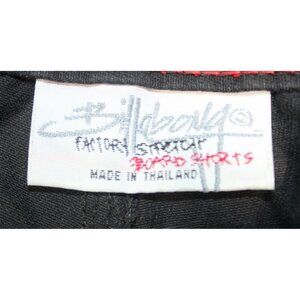 Billabong®
FACTORY STRETCH
BOARD SHORTS
MADE IN THAILAND